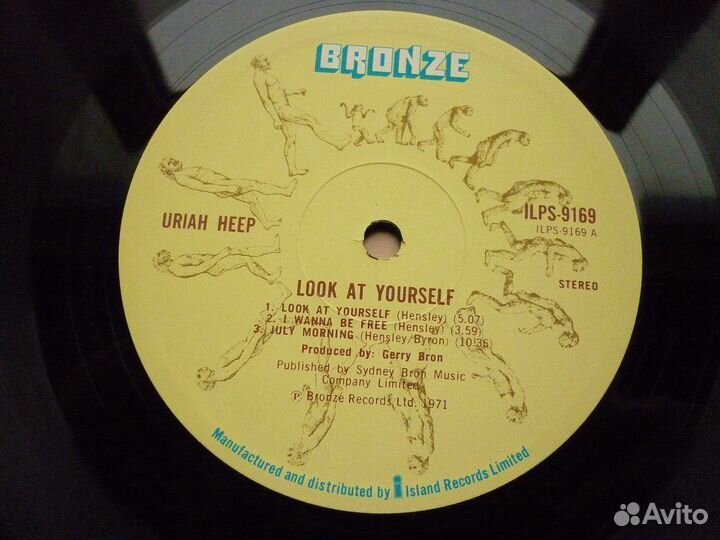 BRONZE
URIAH HEEP
ILPS-9169
ILPS-9169 A
STEREO
LOOK AT YOURSELF
1. LOOK AT YOURSELF (Hensley) (5.07)
2. I WANNA BE FREE (Hensley) (3.59)
3. JULY MORNING (Hensley/Byron) (10.36)
Produced by: Gerry Bron
Published by Sydney Bron Music
Company Limited
℗ Bronze Records Ltd. 1971
Manufactured and distributed by i Island Records Limited
Avito